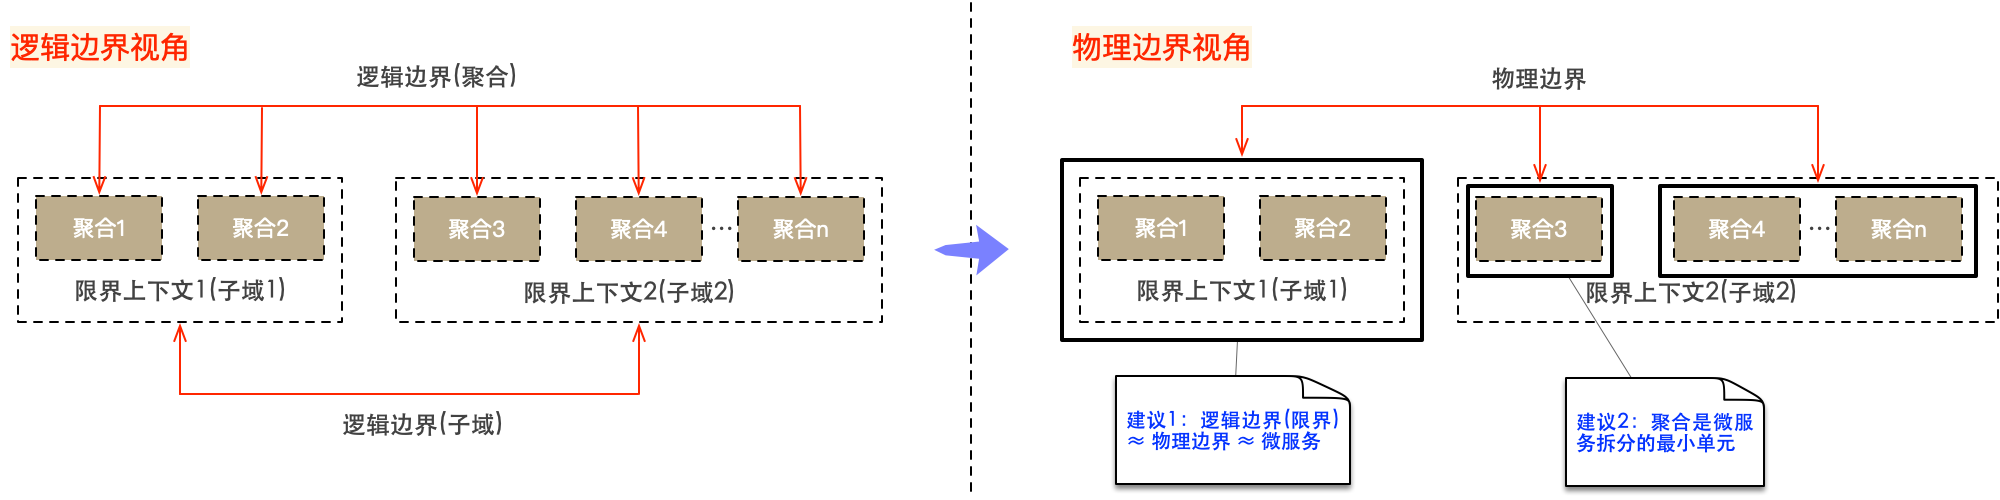 逻辑边界视角
逻辑边界(聚合)
聚合1
聚合2
限界上下文1(子域1)
聚合3
聚合4
···
聚合n
限界上下文2(子域2)
逻辑边界(子域)
物理边界视角
物理边界
聚合1
聚合2
限界上下文1(子域1)
聚合3
聚合4
···
聚合n
限界上下文2(子域2)
建议1：逻辑边界(限界)
≈ 物理边界 ≈ 微服务
建议2：聚合是微服
务拆分的最小单元